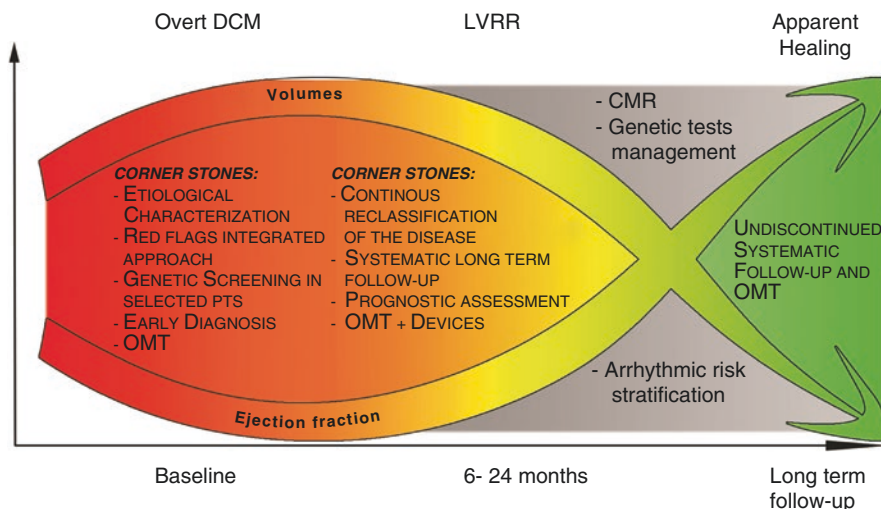 Overt DCM
LVRR
Apparent
Healing
Volumes
- CMR
- Genetic tests
management
CORNER STONES:
- ETIOLOGICAL
CHARACTERIZATION
- RED FLAGS INTEGRATED
APPROACH
- GENETIC SCREENING IN
SELECTED PTS
- EARLY DIAGNOSIS
- OMT
CORNER STONES:
- CONTINOUS
RECLASSIFICATION
OF THE DISEASE
- SYSTEMATIC LONG TERM
FOLLOW-UP
- PROGNOSTIC ASSESSMENT
- OMT + DEVICES
UNDISCONTINUED
SYSTEMATIC
FOLLOW-UP AND
OMT
- Arrhythmic risk
stratification
Ejection fraction
Baseline
6- 24 months
Long term
follow-up